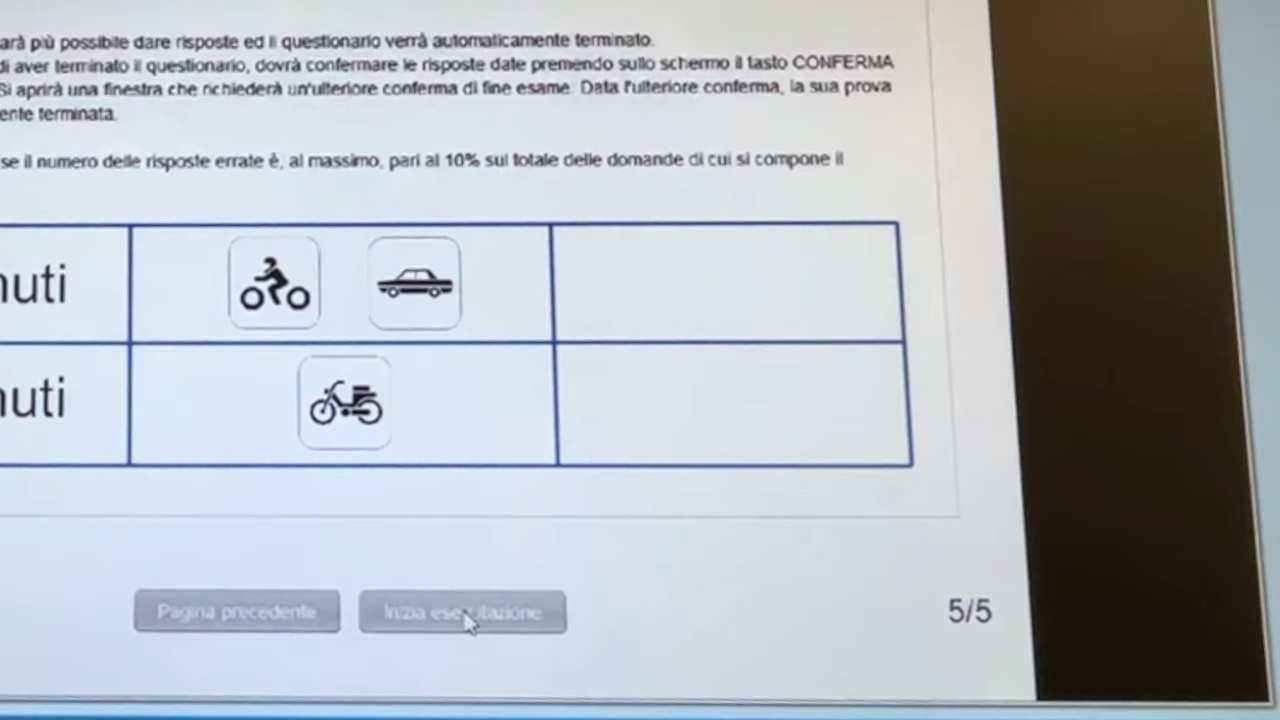 arà più possibile dare risposte ed il questionario verrà automaticamente terminato.
di aver terminato il questionario, dovrà confermare le risposte date premendo sullo schermo il tasto CONFERMA
Si aprirà una finestra che richiederà un'ulteriore conferma di fine esame. Data l'ulteriore conferma, la sua prova
ente terminata.
se il numero delle risposte errate è, al massimo, pari al 10% sul totale delle domande di cui si compone il
nuti
nuti
Pagina precedente
Inizia esercitazione
5/5